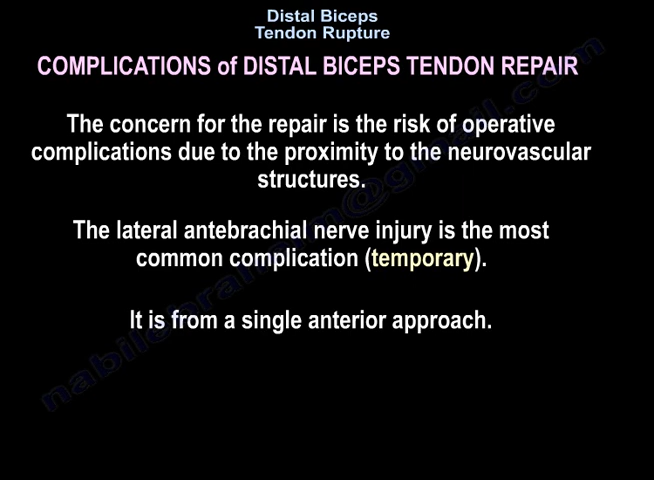 Distal Biceps
Tendon Rupture
COMPLICATIONS of DISTAL BICEPS TENDON REPAIR
The concern for the repair is the risk of operative
complications due to the proximity to the neurovascular
structures.
The lateral antebrachial nerve injury is the most
common complication (temporary).
It is from a single anterior approach.